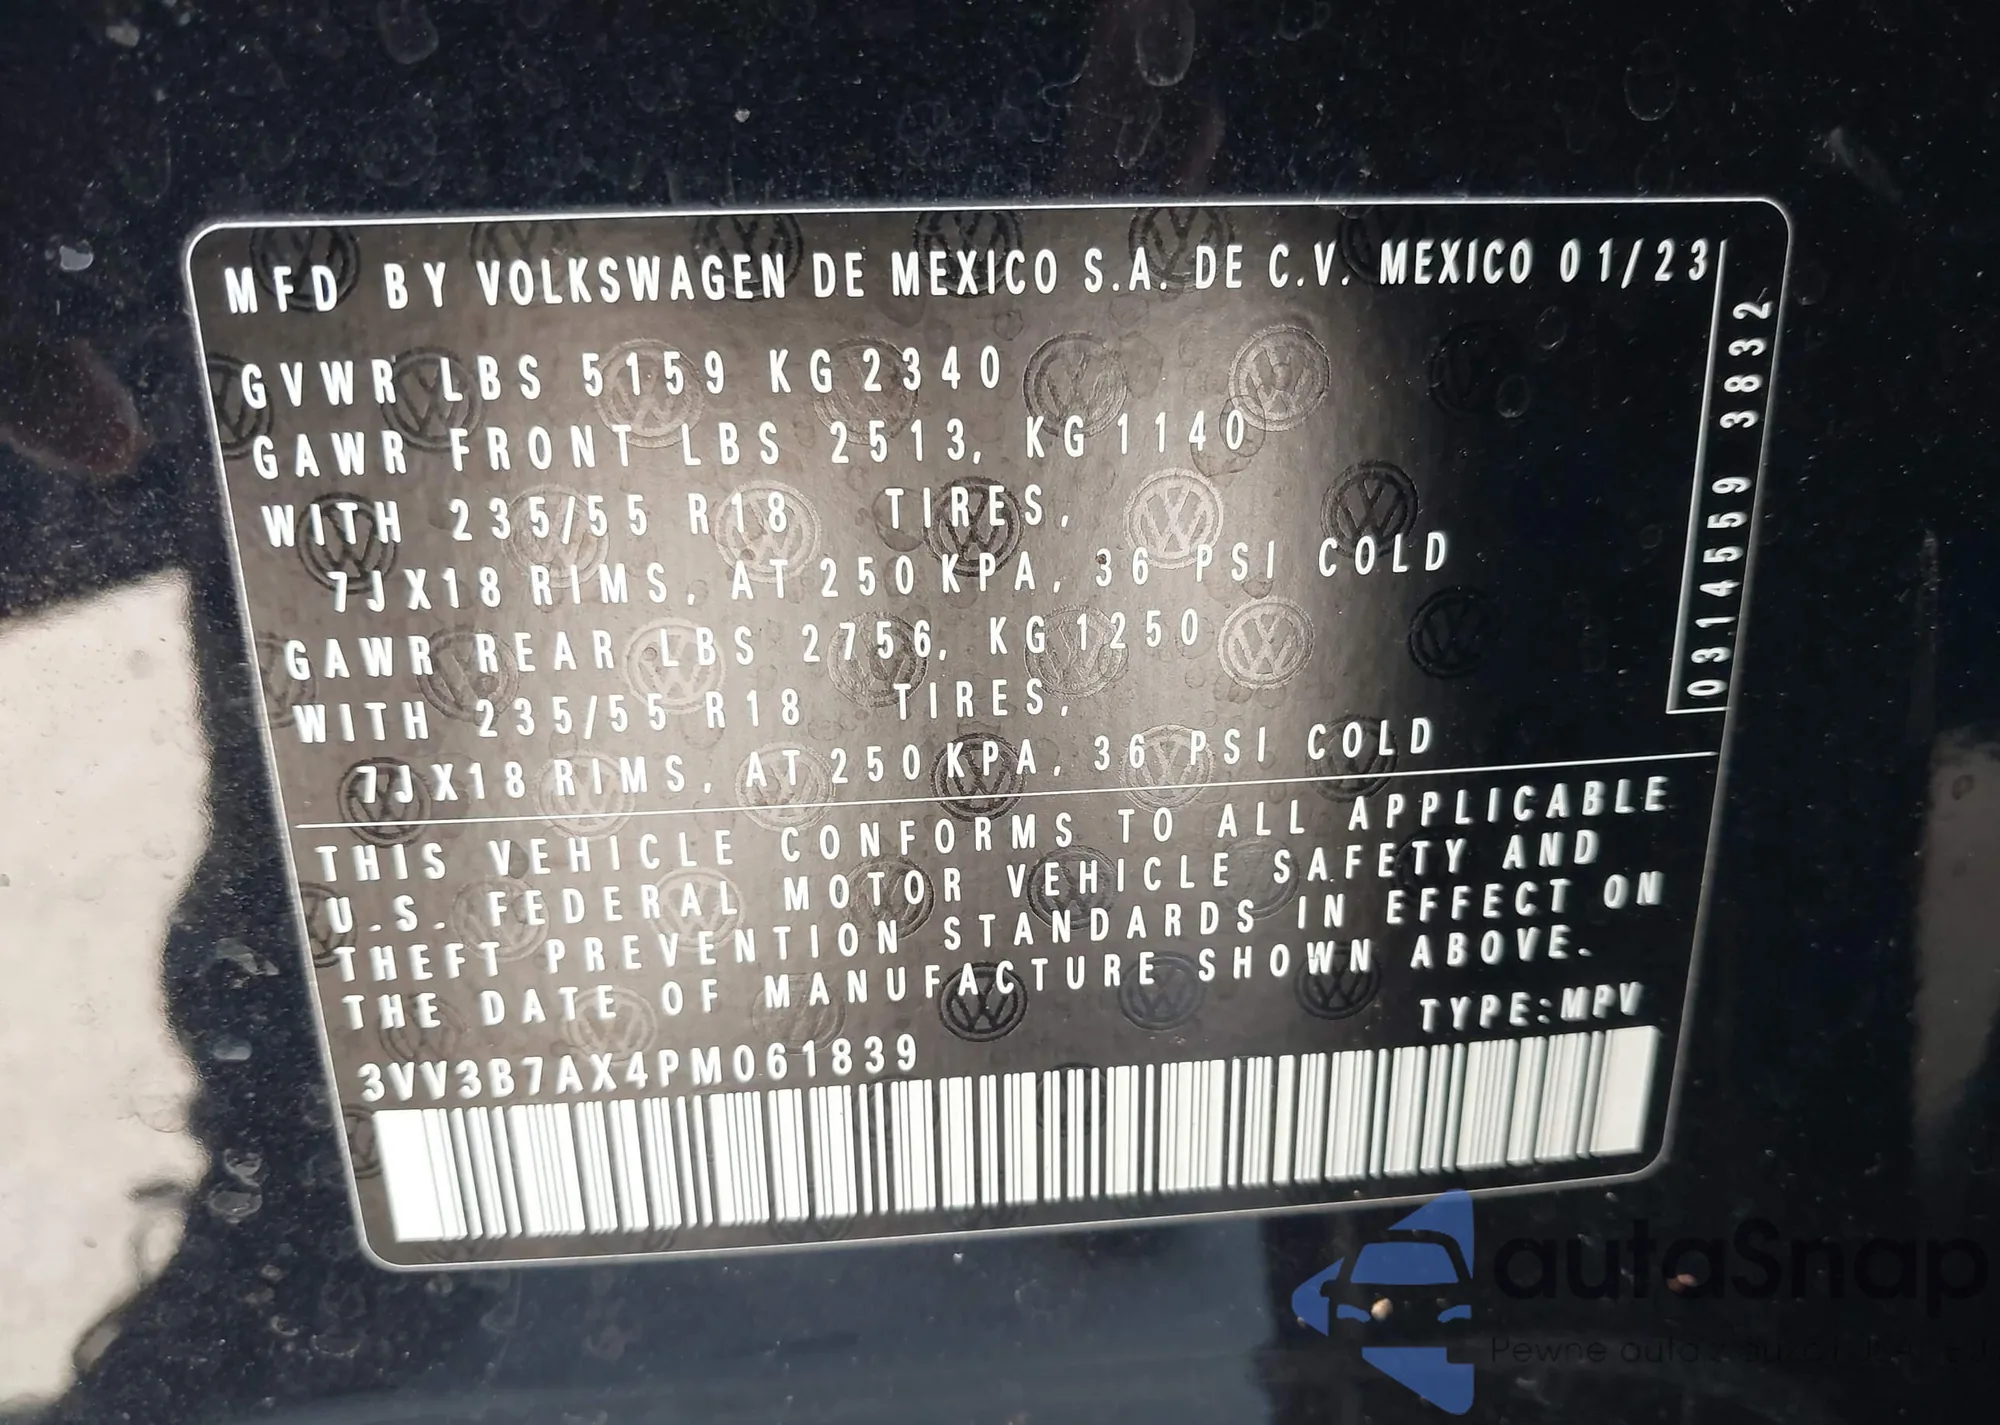 MFD BY VOLKSWAGEN DE MEXICO S.A. DE C.V. MEXICO 01/23
GVWR LBS 5159 KG 2340
GAWR FRONT LBS 2513, KG 1140
WITH 235/55 R18 TIRES,
7JX18 RIMS, AT 250 KPA, 36 PSI COLD
GAWR REAR LBS 2756, KG 1250
WITH 235/55 R18 TIRES,
7JX18 RIMS, AT 250 KPA, 36 PSI COLD
0314559 3832
THIS VEHICLE CONFORMS TO ALL APPLICABLE
U.S. FEDERAL MOTOR VEHICLE SAFETY AND
THEFT PREVENTION STANDARDS IN EFFECT ON
THE DATE OF MANUFACTURE SHOWN ABOVE.
TYPE:MPV
3VV3B7AX4PM061839
autaSnap
Pewne auta z